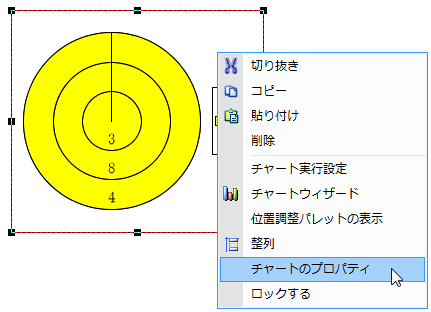 3
8
4
切り抜き
コピー
貼り付け
削除
チャート実行設定
チャートウィザード
位置調整パレットの表示
整列
チャートのプロパティ
ロックする